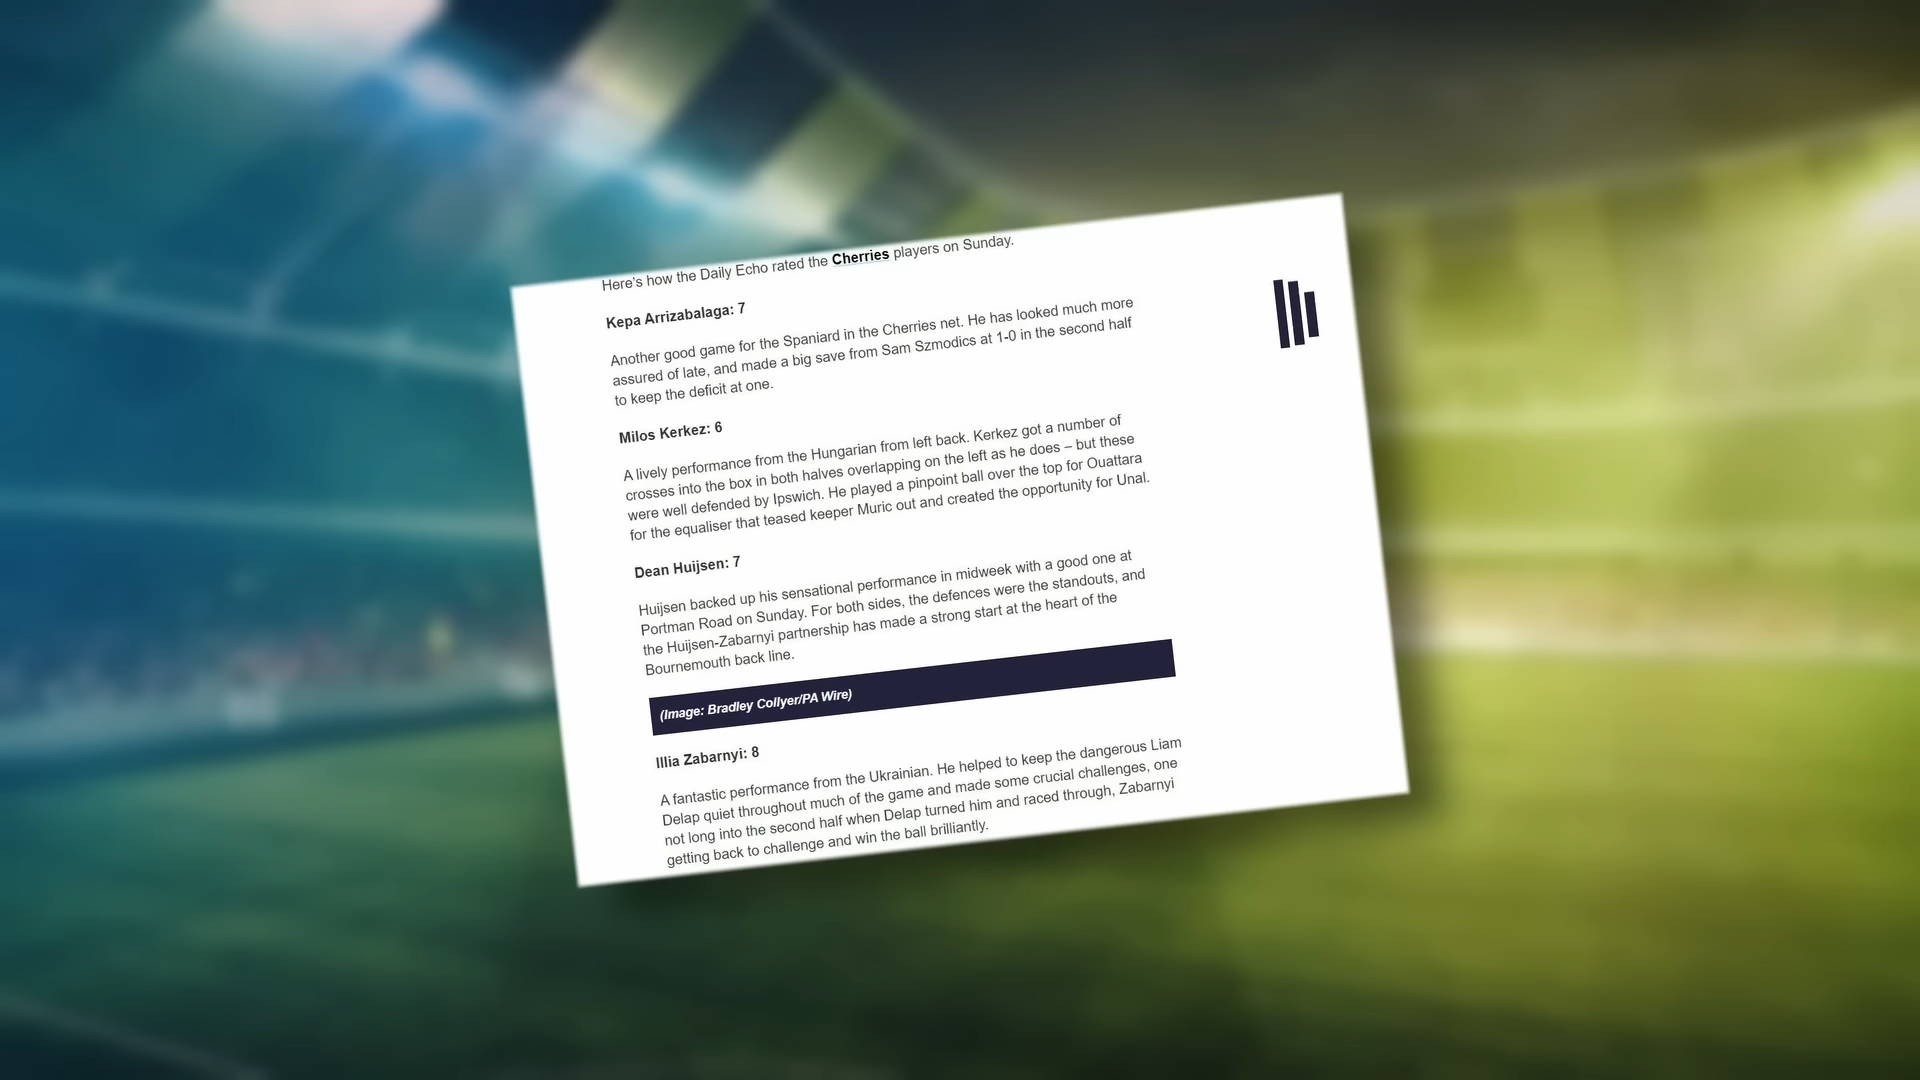 Here's how the Daily Echo rated the Cherries players on Sunday.
Kepa Arrizabalaga: 7
Another good game for the Spaniard in the Cherries net. He has looked much more
assured of late, and made a big save from Sam Szmodics at 1-0 in the second half
to keep the deficit at one.
Milos Kerkez: 6
A lively performance from the Hungarian from left back. Kerkez got a number of
crosses into the box in both halves overlapping on the left as he does – but these
were well defended by Ipswich. He played a pinpoint ball over the top for Ouattara
for the equaliser that teased keeper Muric out and created the opportunity for Unal.
Dean Huijsen: 7
Huijsen backed up his sensational performance in midweek with a good one at
Portman Road on Sunday. For both sides, the defences were the standouts, and
the Huijsen-Zabarnyi partnership has made a strong start at the heart of the
Bournemouth back line.
(Image: Bradley Collyer/PA Wire)
Illia Zabarnyi: 8
A fantastic performance from the Ukrainian. He helped to keep the dangerous Liam
Delap quiet throughout much of the game and made some crucial challenges, one
not long into the second half when Delap turned him and raced through, Zabarnyi
getting back to challenge and win the ball brilliantly.